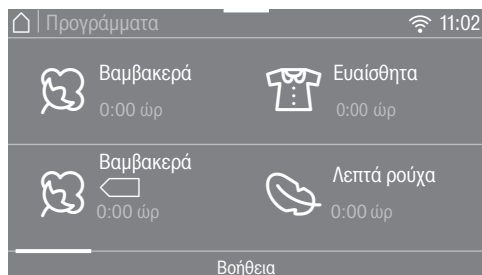 Προγράμματα 11:02
Βαμβακερά
0:00 ώρ
Ευαίσθητα
0:00 ώρ
Βαμβακερά
0:00 ώρ
Λεπτά ρούχα
0:00 ώρ
Βοήθεια